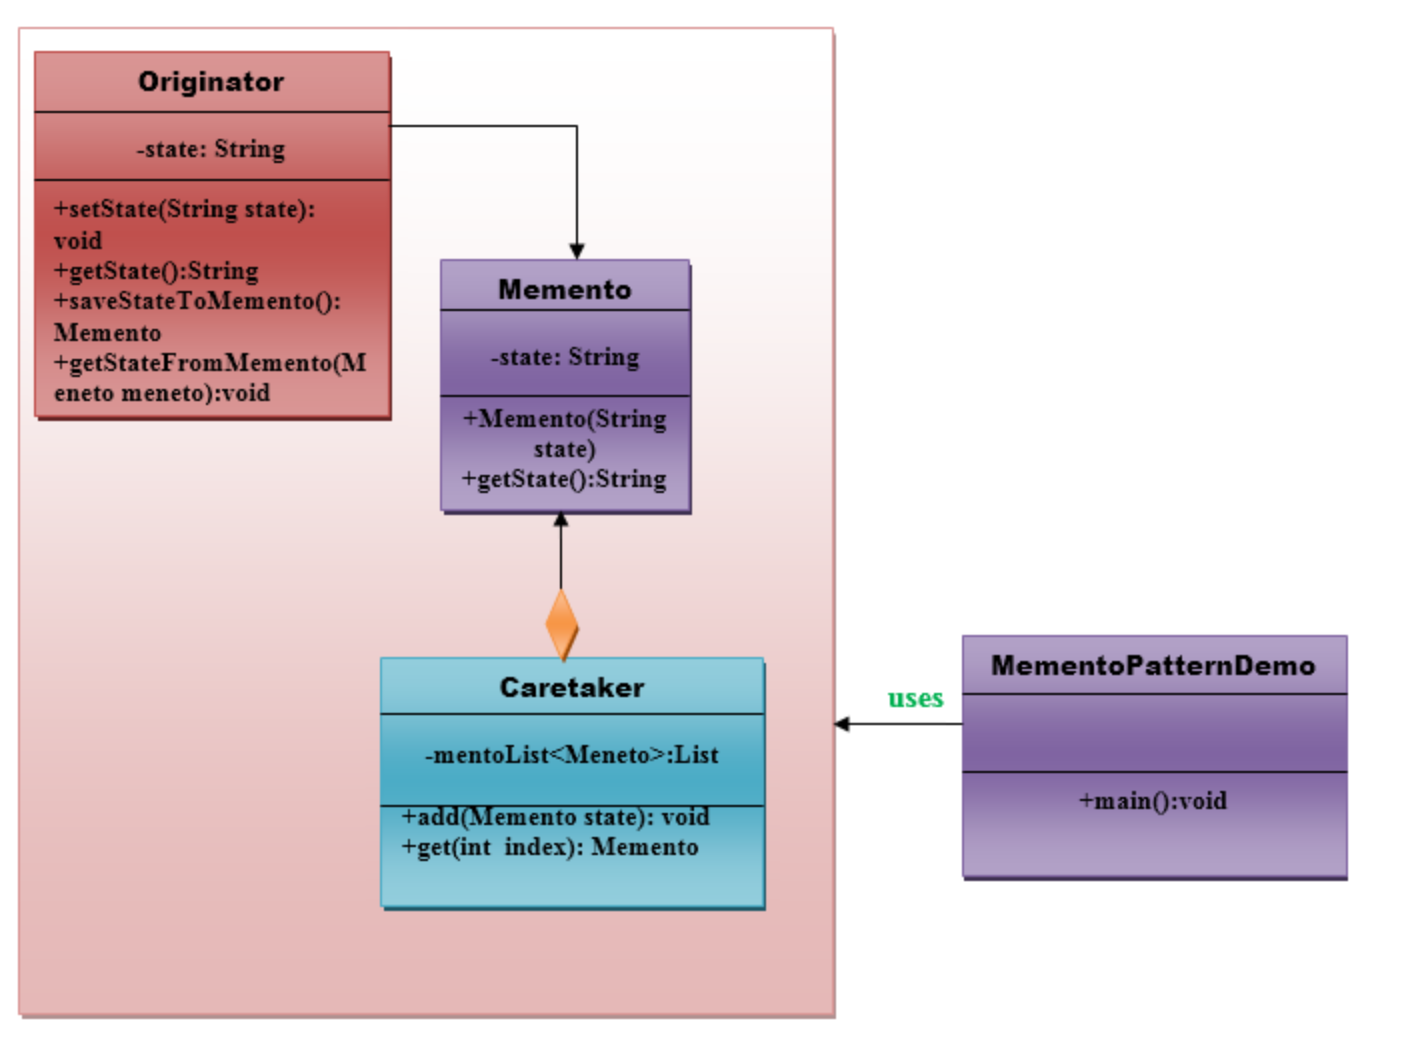 Originator
-state: String
+setState(String state):
void
+getState():String
+saveStateToMemento():
Memento
+getStateFromMemento(M
eneto meneto):void
Memento
-state: String
+Memento(String
state)
+getState():String
Caretaker
-mentoList<Meneto>:List
+add(Memento state): void
+get(int index): Memento
uses
MementoPatternDemo
+main():void